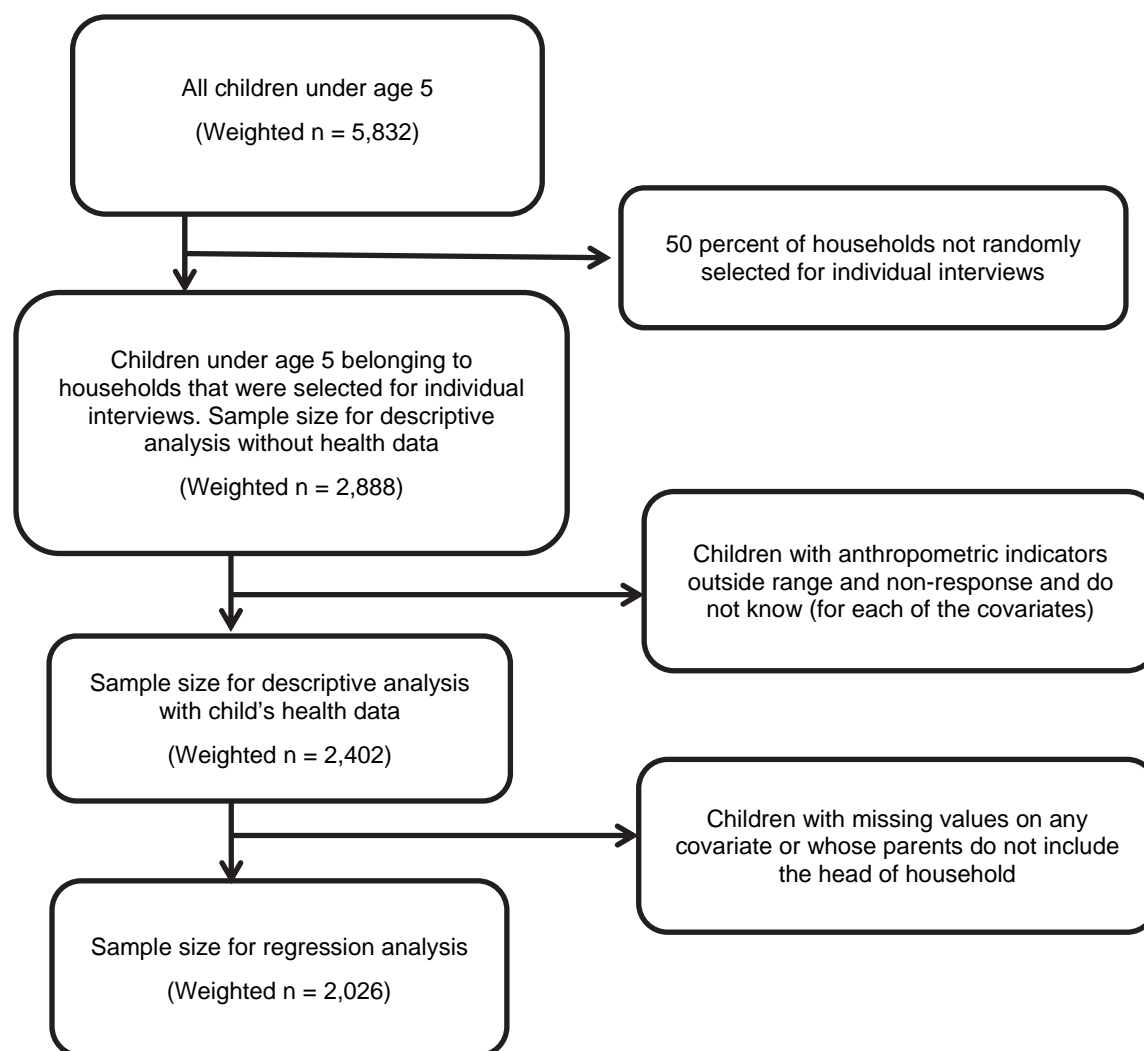 All children under age 5
(Weighted n = 5,832)
50 percent of households not randomly
selected for individual interviews
Children under age 5 belonging to
households that were selected for individual
interviews. Sample size for descriptive
analysis without health data
(Weighted n = 2,888)
Children with anthropometric indicators
outside range and non-response and do
not know (for each of the covariates)
Sample size for descriptive analysis
with child’s health data
(Weighted n = 2,402)
Children with missing values on any
covariate or whose parents do not include
the head of household
Sample size for regression analysis
(Weighted n = 2,026)